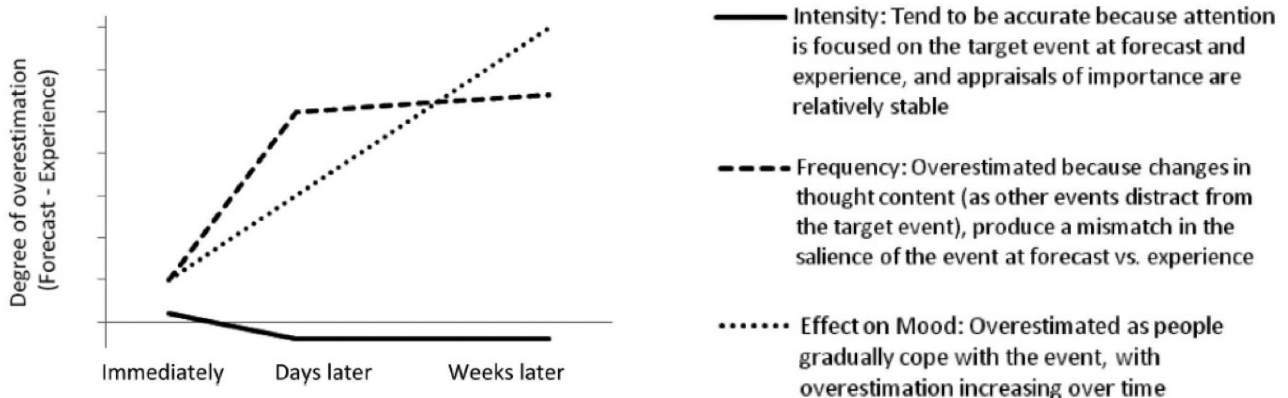 Degree of overestimation
(Forecast - Experience)
Immediately
Days later
Weeks later
Intensity: Tend to be accurate because attention
is focused on the target event at forecast and
experience, and appraisals of importance are
relatively stable
Frequency: Overestimated because changes in
thought content (as other events distract from
the target event), produce a mismatch in the
salience of the event at forecast vs. experience
Effect on Mood: Overestimated as people
gradually cope with the event, with
overestimation increasing over time